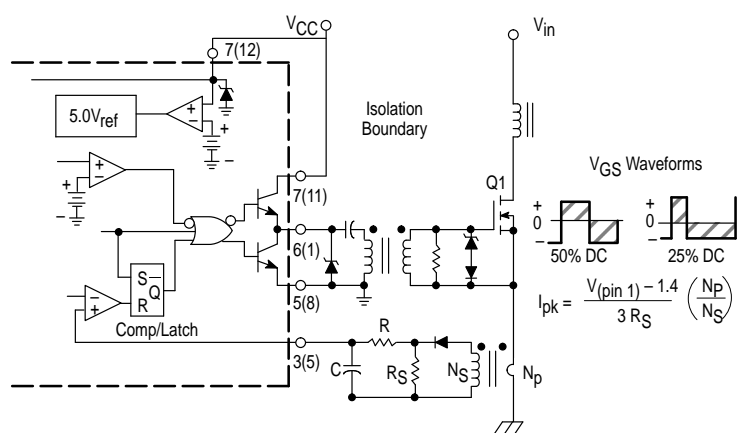 VCC
Vin
7(12)
5.0Vref
+
−
+
−
Isolation
Boundary
+
−
+
−
7(11)
Q1
VGS Waveforms
+
0
−
50% DC
+
0
−
25% DC
6(1)
S
Q
R
5(8)
Ipk = V(pin 1) − 1.4 / 3 RS (NP / NS)
−
+
Comp/Latch
3(5)
R
C
RS
NS
Np